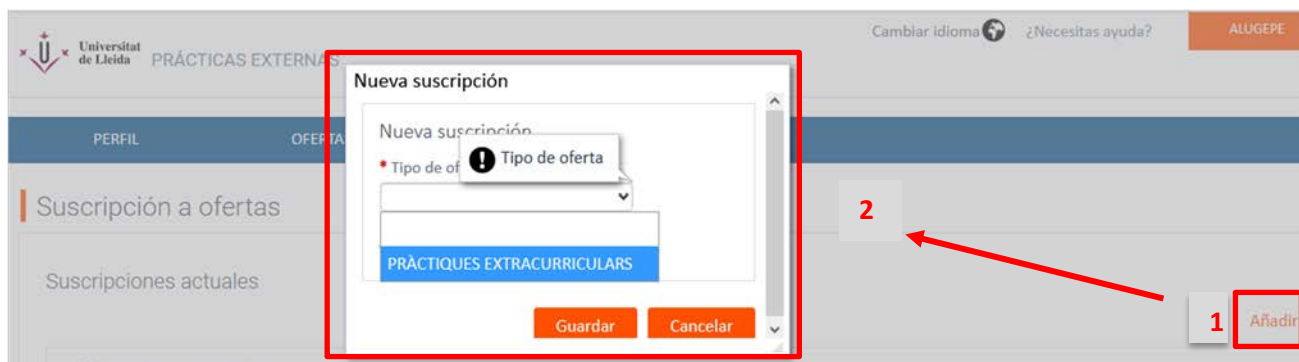 Cambiar idioma ¿Necesitas ayuda? ALUGEPE
Universitat
de Lleida
PRÁCTICAS EXTERNAS
Nueva suscripción
Nueva suscripción
PERFIL
* Tipo de of
Tipo de oferta
Suscripción a ofertas
2
PRÀCTIQUES EXTRACURRICULARS
Suscripciones actuales
Guardar Cancelar
1 Añadir